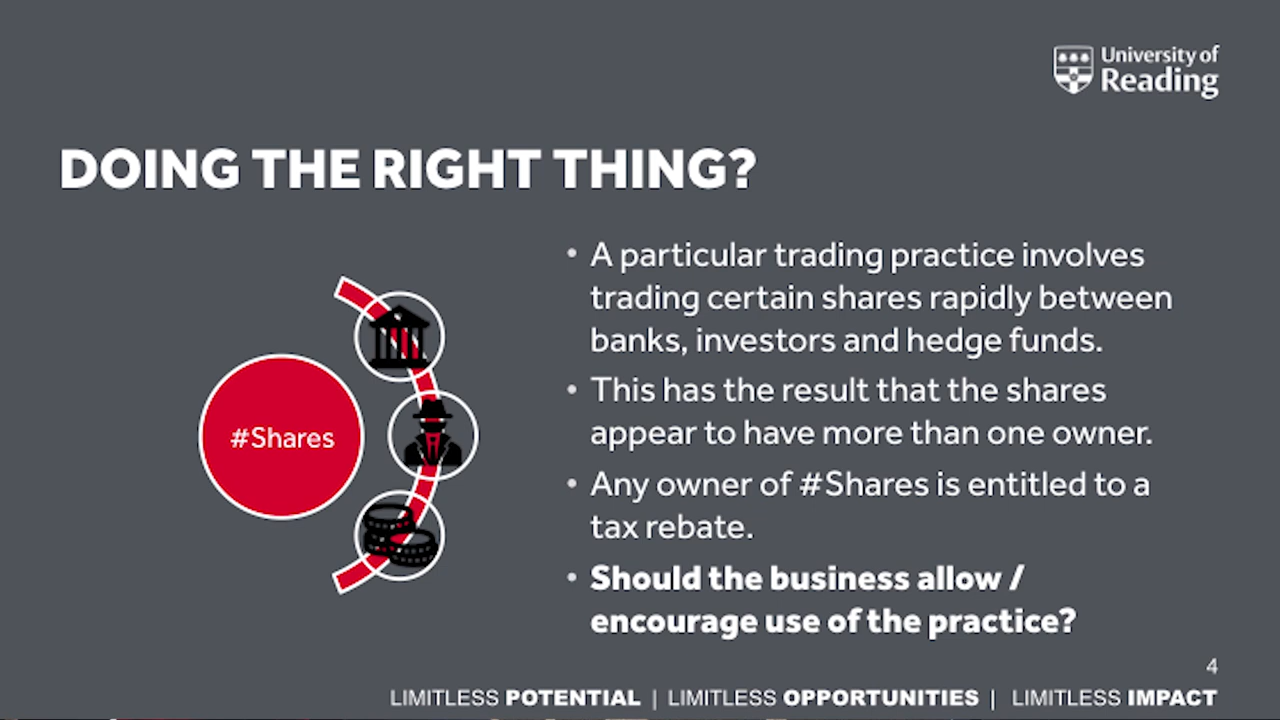 University of
Reading
DOING THE RIGHT THING?
#Shares
• A particular trading practice involves
trading certain shares rapidly between
banks, investors and hedge funds.
• This has the result that the shares
appear to have more than one owner.
• Any owner of #Shares is entitled to a
tax rebate.
• Should the business allow /
encourage use of the practice?
4
LIMITLESS POTENTIAL | LIMITLESS OPPORTUNITIES | LIMITLESS IMPACT